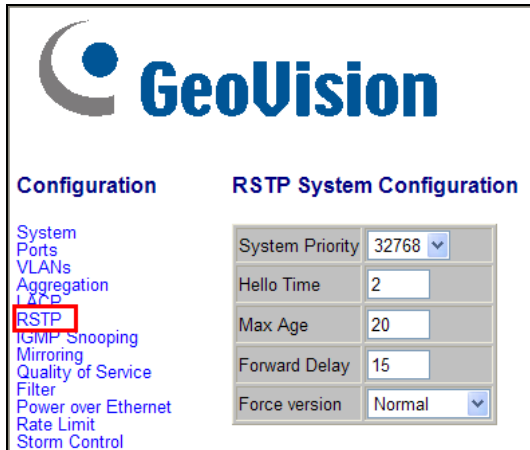 GeoVision
Configuration
System
Ports
VLANs
Aggregation
LACP
RSTP
IGMP Snooping
Mirroring
Quality of Service
Filter
Power over Ethernet
Rate Limit
Storm Control
RSTP System Configuration
System Priority 32768
Hello Time 2
Max Age 20
Forward Delay 15
Force version Normal